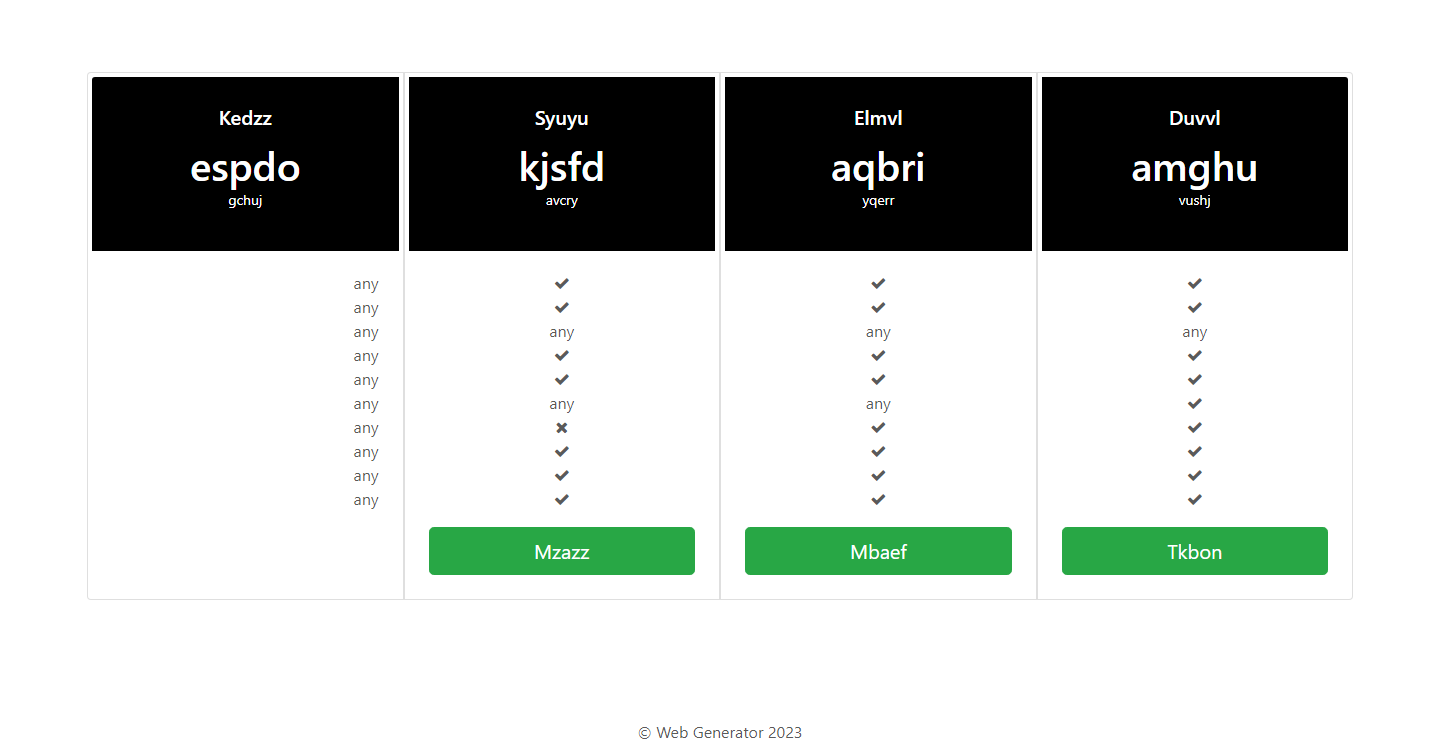 Kedzz
espdo
gchuj
any
any
any
any
any
any
any
any
any
any
Syuyu
kjsfd
avcry
✔
✔
any
✔
✔
any
✖
✔
✔
✔
Mzazz
Elmvl
aqbri
yqerr
✔
✔
any
✔
✔
any
✔
✔
✔
✔
Mbaef
Duvvl
amghu
vushj
✔
✔
any
✔
✔
✔
✔
✔
✔
✔
Tkbon
© Web Generator 2023